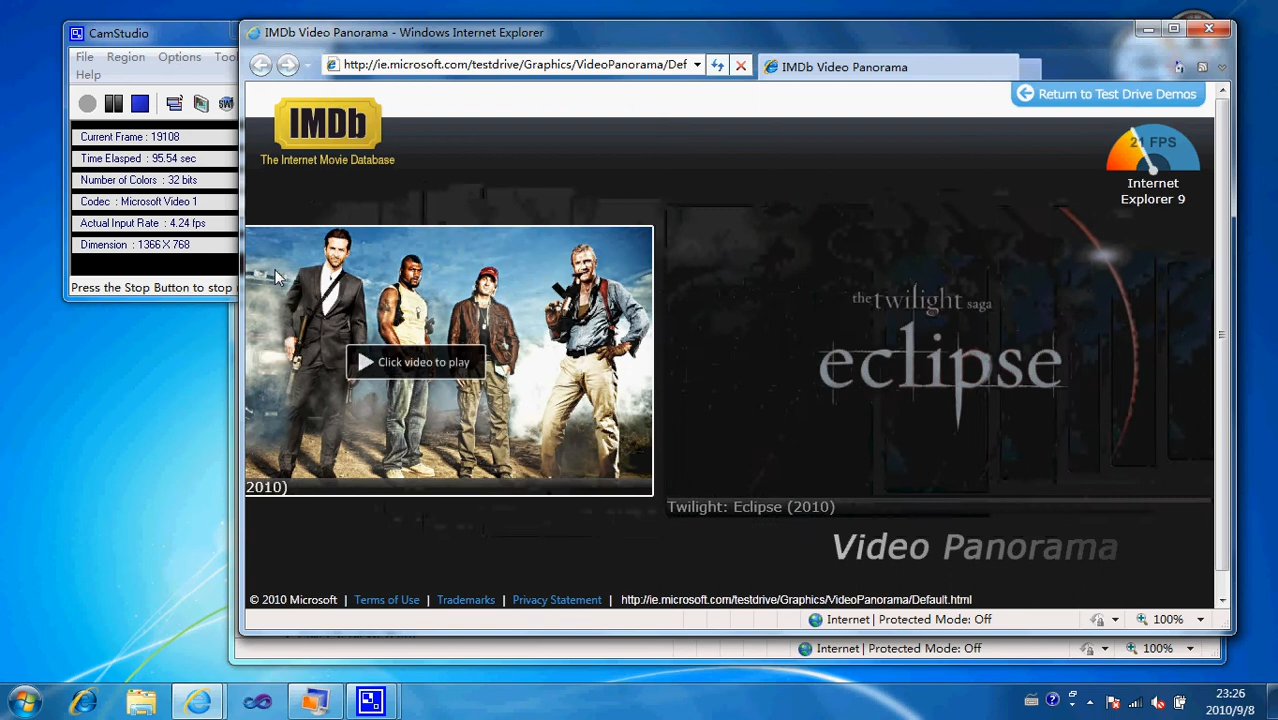 CamStudio
File Region Options Too
Help
Current Frame : 19108
Time Elasped : 95.54 sec
Number of Colors : 32 bits
Codec : Microsoft Video 1
Actual Input Rate : 4.24 fps
Dimension : 1366 X 768
Press the Stop Button to stop
IMDb Video Panorama - Windows Internet Explorer
http://ie.microsoft.com/testdrive/Graphics/VideoPanorama/Def
IMDb Video Panorama
Return to Test Drive Demos
IMDb
The Internet Movie Database
21 FPS
Internet
Explorer 9
Click video to play
2010)
the twilight saga
eclipse
Twilight: Eclipse (2010)
Video Panorama
© 2010 Microsoft | Terms of Use | Trademarks | Privacy Statement | http://ie.microsoft.com/testdrive/Graphics/VideoPanorama/Default.html
Internet | Protected Mode: Off
100%
Internet | Protected Mode: Off
100%
23:26
2010/9/8